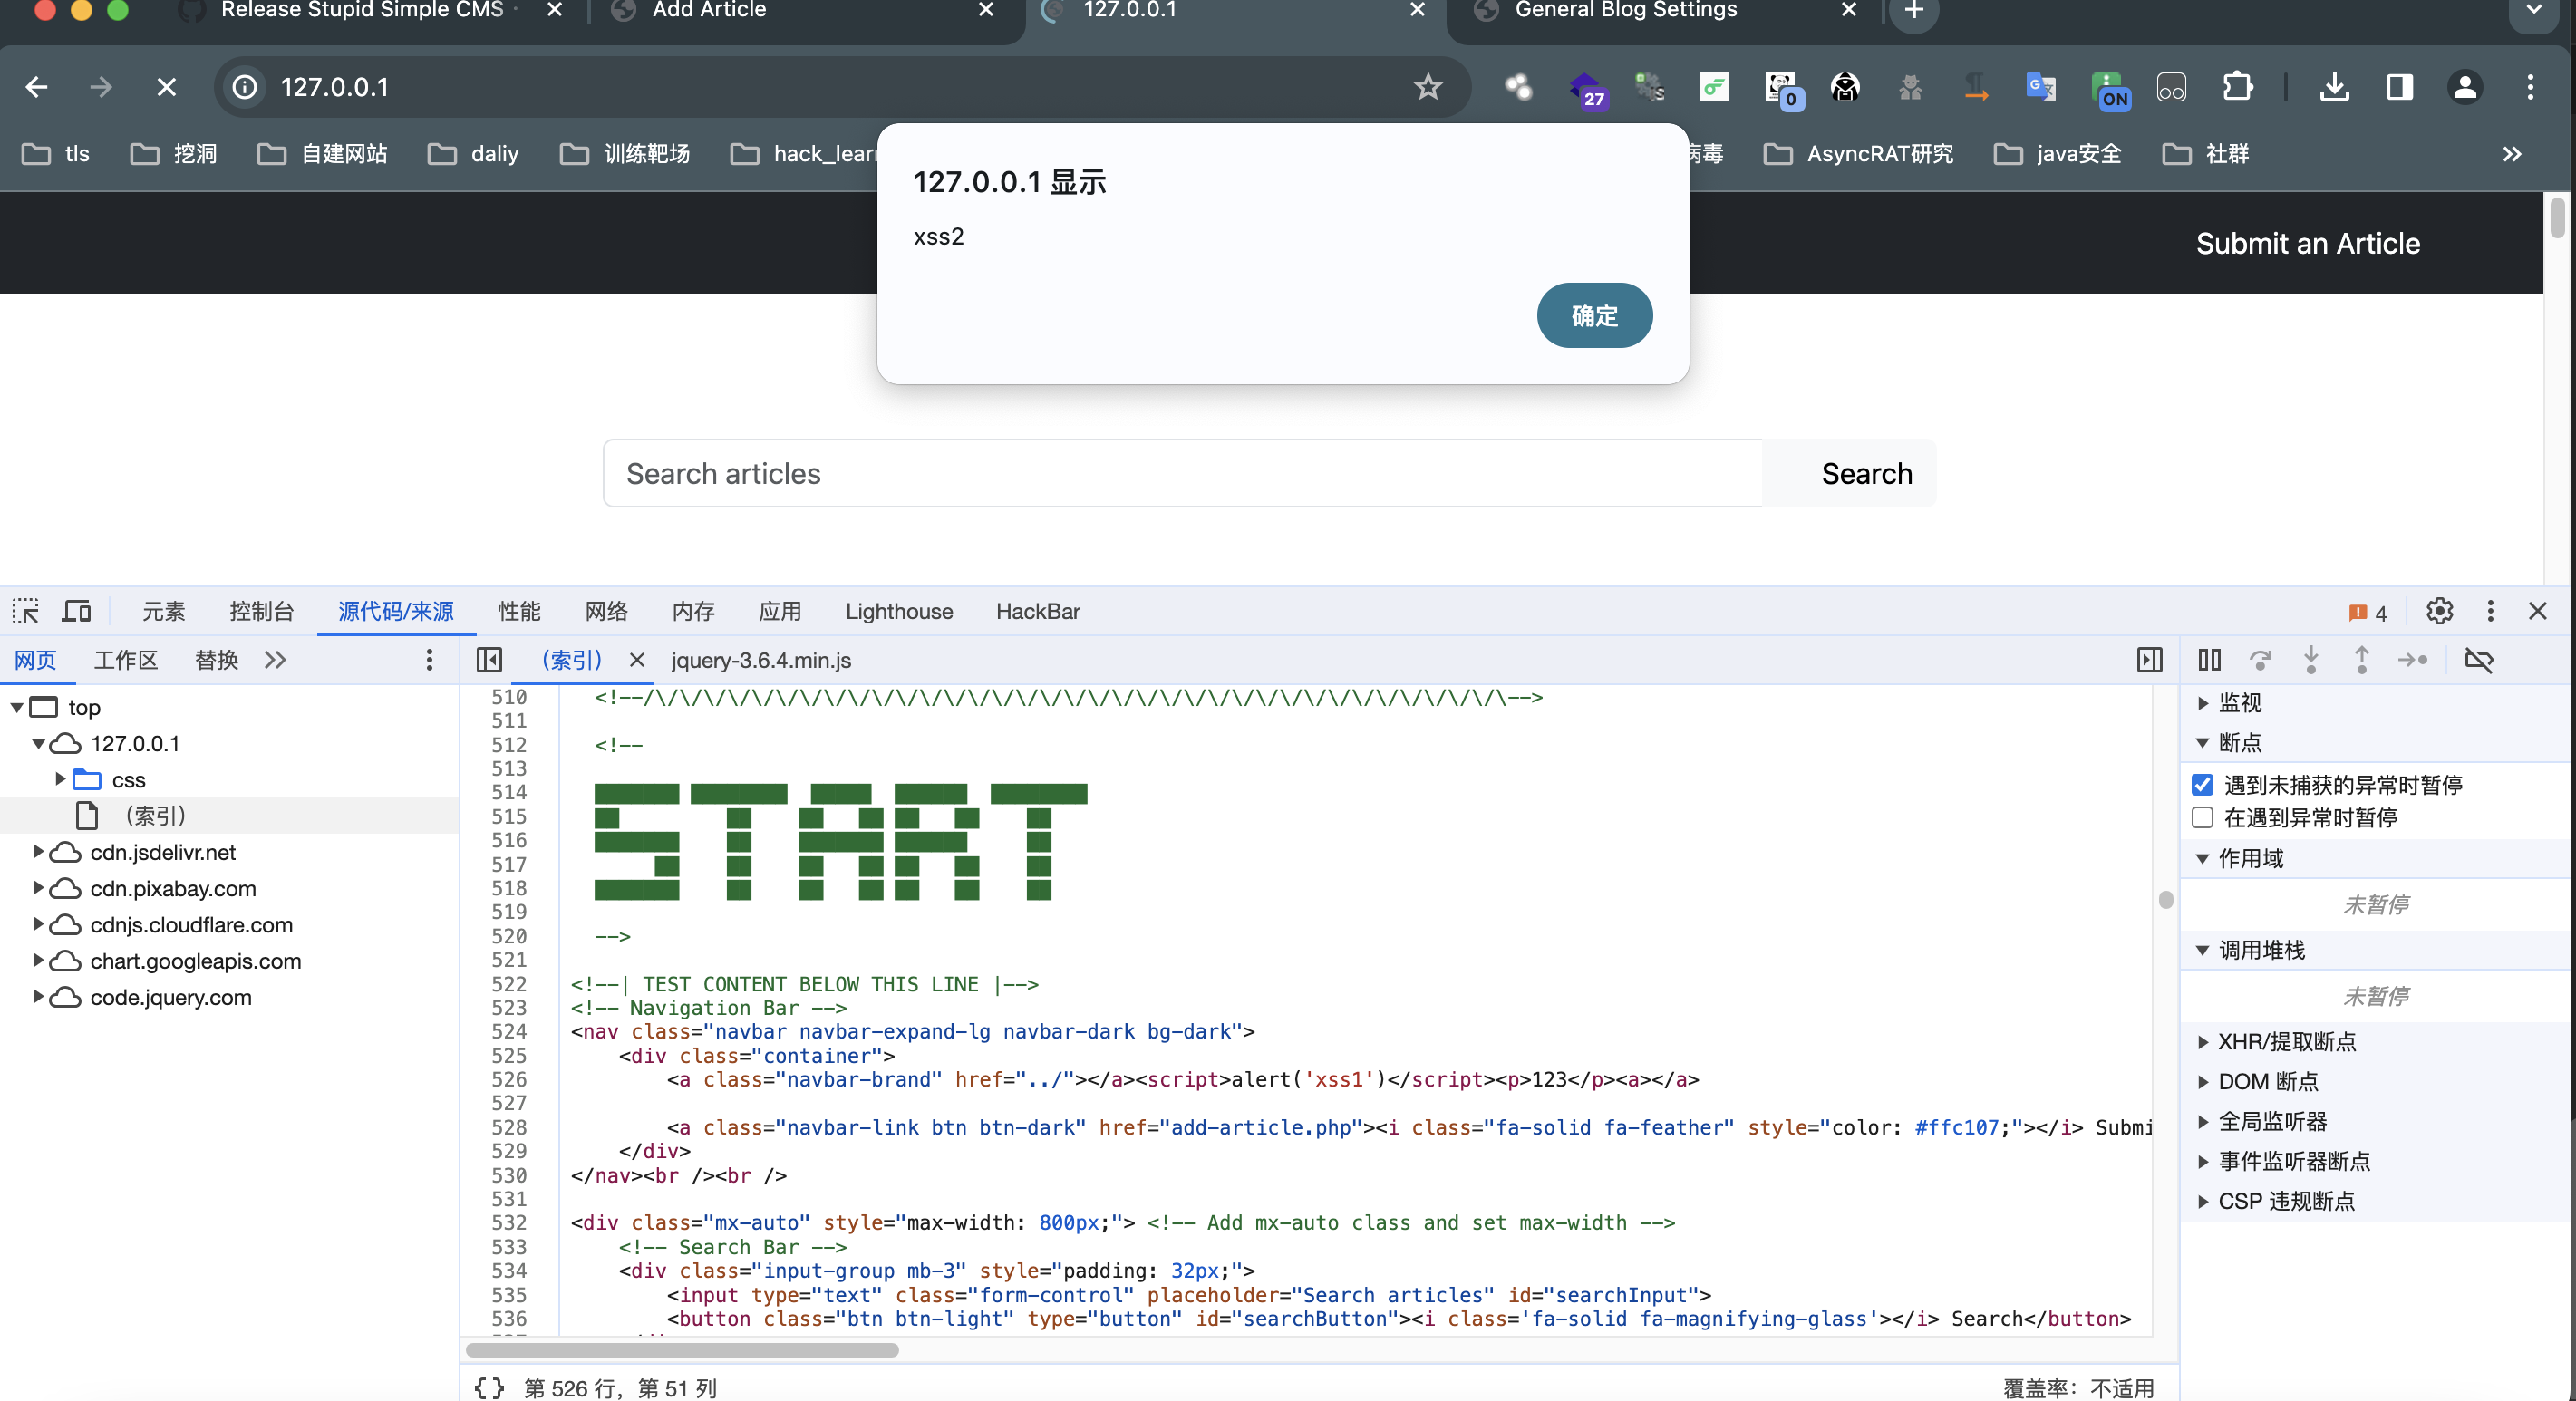 Release Stupid Simple CMS
Add Article
127.0.0.1
General Blog Settings
127.0.0.1
27
0
ON
tls
挖洞
自建网站
daliy
训练靶场
hack_lear
病毒
AsyncRAT研究
java安全
社群
127.0.0.1 显示
xss2
确定
Submit an Article
Search articles
Search
元素
控制台
源代码/来源
性能
网络
内存
应用
Lighthouse
HackBar
4
网页
工作区
替换
（索引）
jquery-3.6.4.min.js
top
127.0.0.1
css
（索引）
cdn.jsdelivr.net
cdn.pixabay.com
cdnjs.cloudflare.com
chart.googleapis.com
code.jquery.com
510 <!--/\/\/\/\/\/\/\/\/\/\/\/\/\/\/\/\/\/\/\/\/\/\/\/\/\/\/\/\/\/\/\/\/\/\/\/\-->
511
512 <!--
513
514
515
516 START
517
518
519
520 -->
521
522 <!--| TEST CONTENT BELOW THIS LINE |-->
523 <!-- Navigation Bar -->
524 <nav class="navbar navbar-expand-lg navbar-dark bg-dark">
525 <div class="container">
526 <a class="navbar-brand" href="../"></a><script>alert('xss1')</script><p>123</p><a></a>
527
528 <a class="navbar-link btn btn-dark" href="add-article.php"><i class="fa-solid fa-feather" style="color: #ffc107;"></i> Submi
529 </div>
530 </nav><br /><br />
531
532 <div class="mx-auto" style="max-width: 800px;"> <!-- Add mx-auto class and set max-width -->
533 <!-- Search Bar -->
534 <div class="input-group mb-3" style="padding: 32px;">
535 <input type="text" class="form-control" placeholder="Search articles" id="searchInput">
536 <button class="btn btn-light" type="button" id="searchButton"><i class='fa-solid fa-magnifying-glass'></i> Search</button>
{} 第 526 行，第 51 列
覆盖率：不适用
监视
断点
遇到未捕获的异常时暂停
在遇到异常时暂停
作用域
未暂停
调用堆栈
未暂停
XHR/提取断点
DOM 断点
全局监听器
事件监听器断点
CSP 违规断点